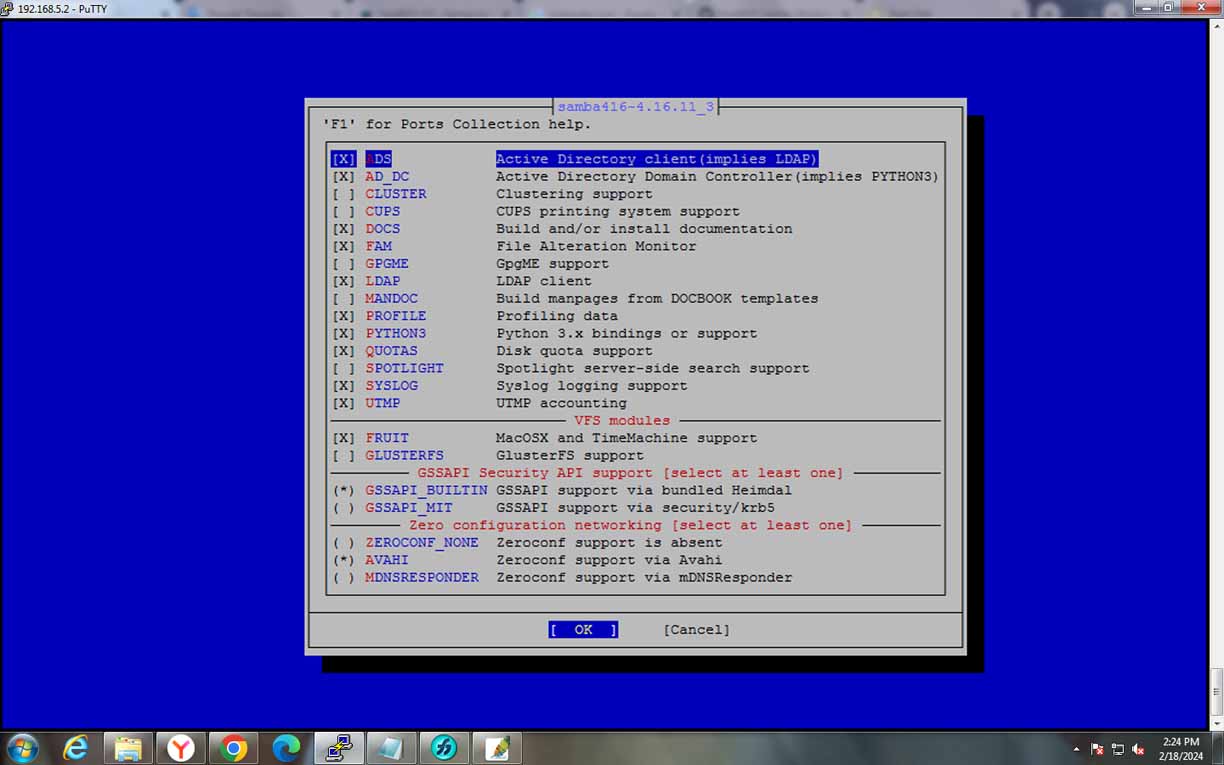 192.168.5.2 - PuTTY
samba416-4.16.11_3
'F1' for Ports Collection help.
[X] ADS Active Directory client(implies LDAP)
[X] AD_DC Active Directory Domain Controller(implies PYTHON3)
[ ] CLUSTER Clustering support
[ ] CUPS CUPS printing system support
[X] DOCS Build and/or install documentation
[X] FAM File Alteration Monitor
[ ] GPGME GpgME support
[X] LDAP LDAP client
[ ] MANDOC Build manpages from DOCBOOK templates
[X] PROFILE Profiling data
[X] PYTHON3 Python 3.x bindings or support
[X] QUOTAS Disk quota support
[ ] SPOTLIGHT Spotlight server-side search support
[X] SYSLOG Syslog logging support
[X] UTMP UTMP accounting
VFS modules
[X] FRUIT MacOSX and TimeMachine support
[ ] GLUSTERFS GlusterFS support
GSSAPI Security API support [select at least one]
(*) GSSAPI_BUILTIN GSSAPI support via bundled Heimdal
( ) GSSAPI_MIT GSSAPI support via security/krb5
Zero configuration networking [select at least one]
( ) ZEROCONF_NONE Zeroconf support is absent
(*) AVAHI Zeroconf support via Avahi
( ) MDNSRESPONDER Zeroconf support via mDNSResponder
[ OK ] [Cancel]
2:24 PM
2/18/2024